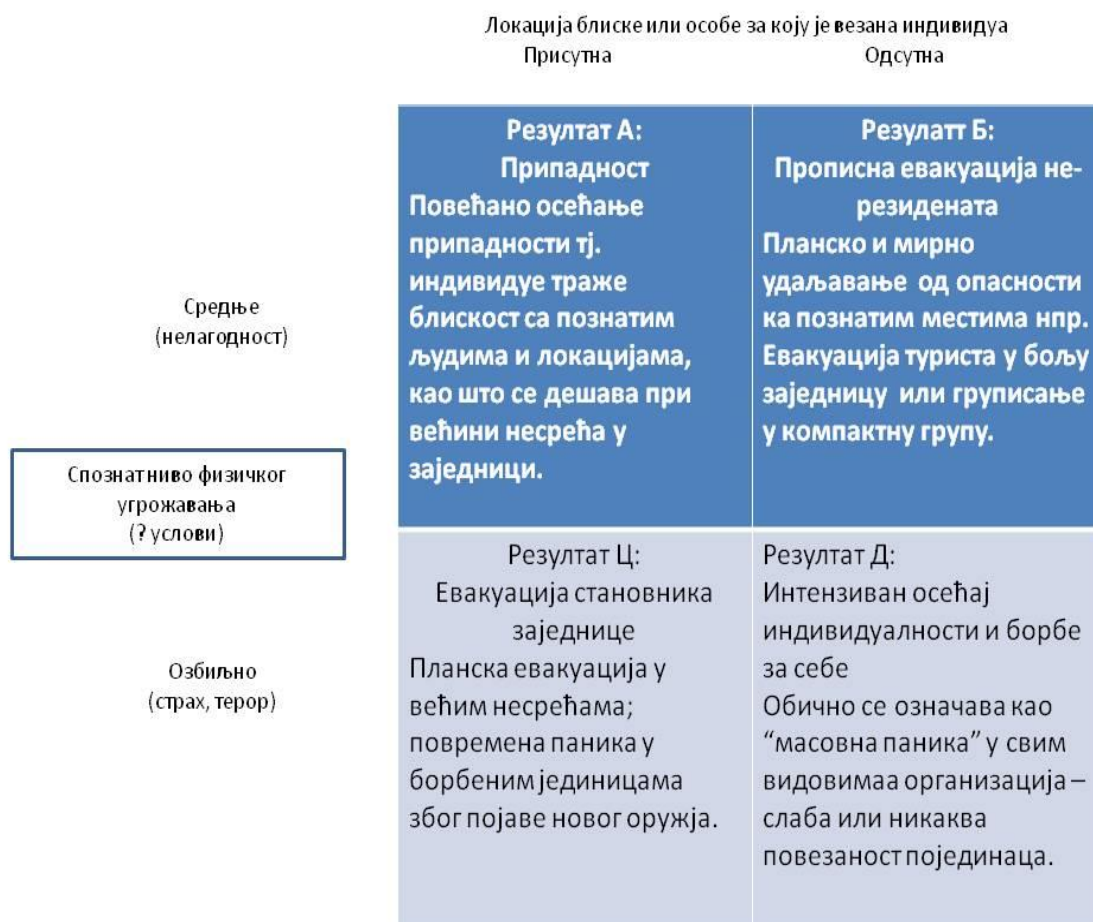 Локација блиске или особе за коју је везана индивидуа
Присутна
Одсутна
Резултат А:
Припадност
Повећано осећање
припадности тј.
индивидуе траже
блискост са познатим
људима и локацијама,
као што се дешава при
већини несрећа у
заједници.
Резулатт Б:
Прописна евакуација не-
резидената
Планско и мирно
удаљавање од опасности
ка познатим местима нпр.
Евакуација туриста у бољу
заједницу или груписање
у компактну групу.
Средње
(нелагодност)
Спознат ниво физичког
угрожавања
(? услови)
Озбиљно
(страх, терор)
Резултат Ц:
Евакуација становника
заједнице
Планска евакуација у
већим несрећама;
повремена паника у
борбеним јединицама
због појаве новог оружја.
Резултат Д:
Интензиван осећај
индивидуалности и борбе
за себе
Обично се означава као
“масовна паника” у свим
видовимаа организација –
слаба или никаква
повезаност појединаца.